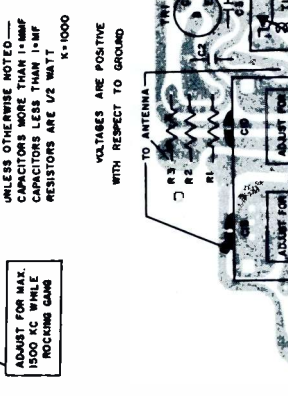 UNLESS OTHERWISE NOTED—
CAPACITORS MORE THAN 1=MMF
CAPACITORS LESS THAN 1=MF
RESISTORS ARE 1/2 WATT
K=1000
VOLTAGES ARE POSITIVE
WITH RESPECT TO GROUND
TO ANTENNA
R3
R2
R1
C2
ADJUST FOR
ADJUST FOR
ADJUST FOR MAX.
1500 KC WHILE
ROCKING GANG